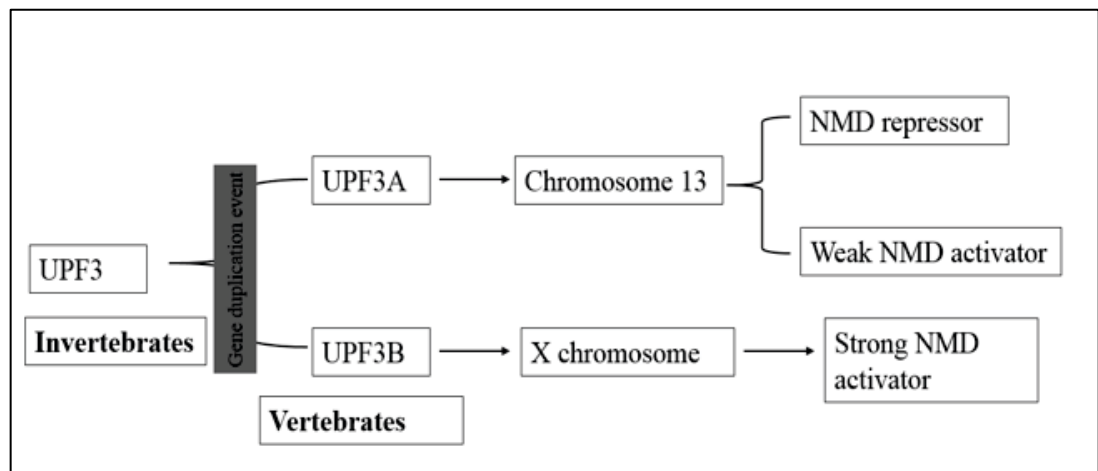 UPF3
Invertebrates
Gene duplication event
UPF3A
Chromosome 13
NMD repressor
Weak NMD activator
UPF3B
X chromosome
Strong NMD
activator
Vertebrates